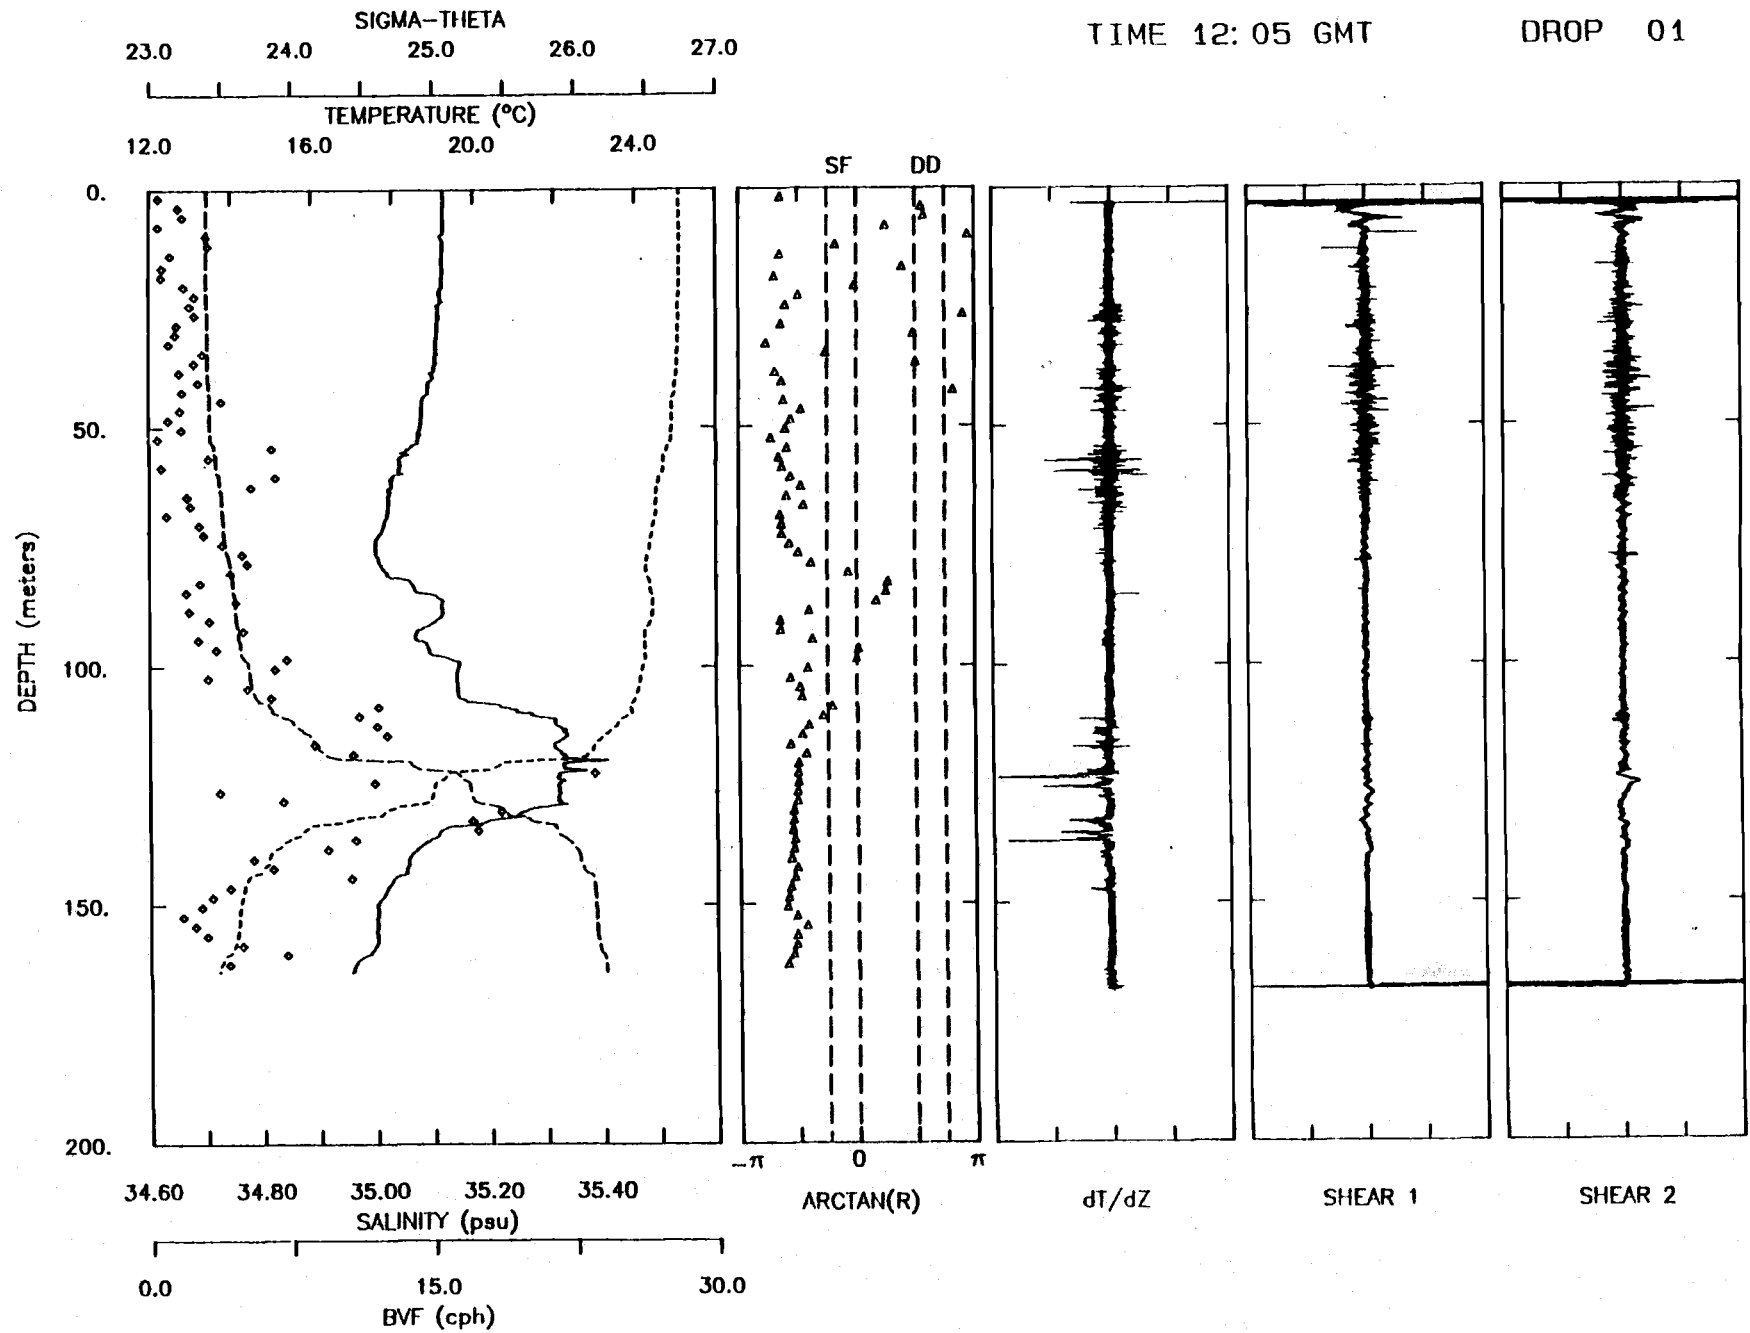 SIGMA-THETA
TIME 12:05 GMT DROP 01
23.0 24.0 25.0 26.0 27.0
TEMPERATURE (°C)
12.0 16.0 20.0 24.0
SF DD
0.
50.
100.
150.
200.
DEPTH (meters)
-π 0 π
34.60 34.80 35.00 35.20 35.40
SALINITY (psu)
ARCTAN(R) dT/dZ SHEAR 1 SHEAR 2
0.0 15.0 30.0
BVF (cph)